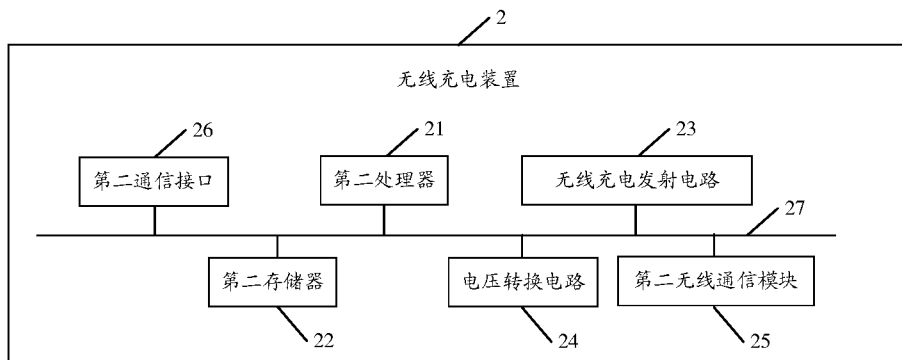 2
无线充电装置
26
21
23
第二通信接口
第二处理器
无线充电发射电路
27
第二存储器
电压转换电路
第二无线通信模块
22
24
25